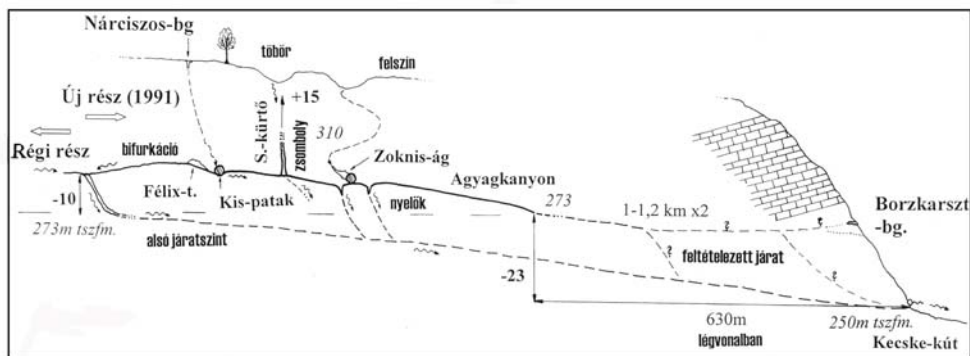 Nárciszos-bg
töbör
felszín
Új rész (1991)
+15
S.-kürtő
zsomboly
310
Régi rész
bifurkáció
Zoknis-ág
Félix-t.
Kis-patak
nyelők
Agyagkanyon
273
1-1,2 km x2
Borzkarszt
-bg.
-10
273m tszfm.
alsó járatszint
feltételezett járat
-23
630m
légvonalban
250m tszfm.
Kecske-kút
?
?
?
?
?